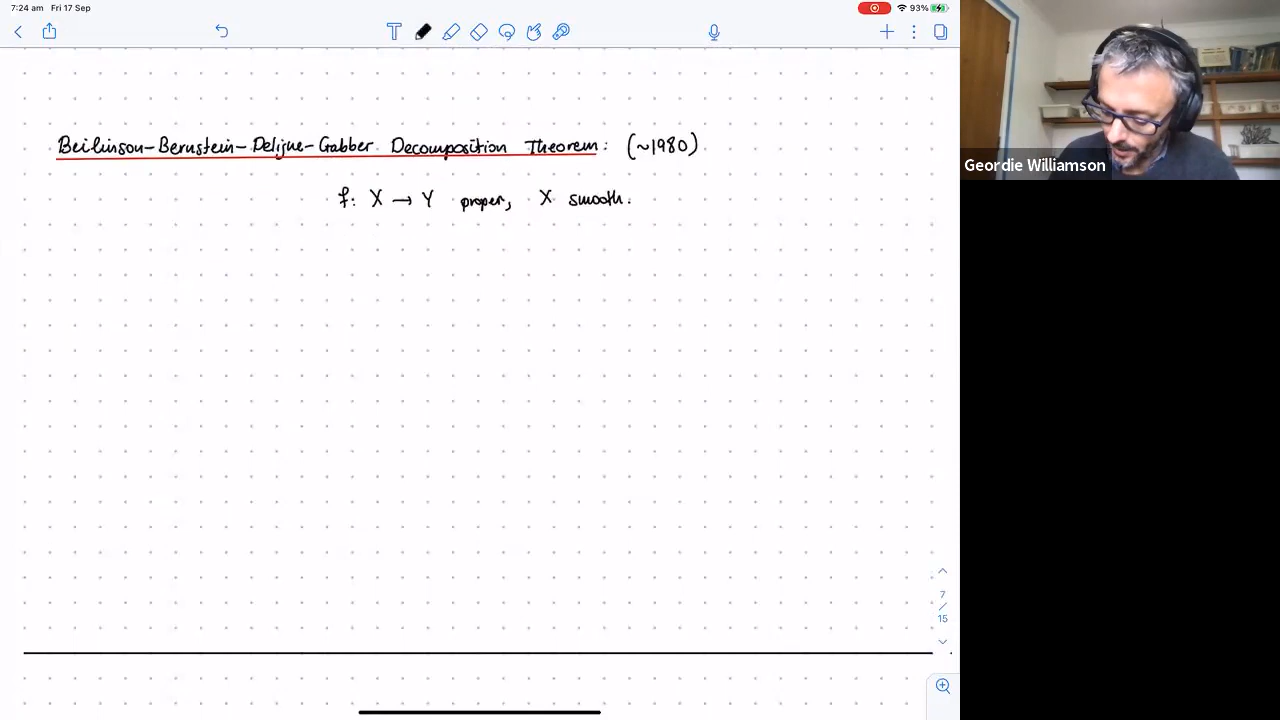 7:24 am Fri 17 Sep
93%
Beilinson-Bernstein-Deligne-Gabber Decomposition Theorem: (~1980)
f: X → Y proper, X smooth.
Geordie Williamson
7
/
15